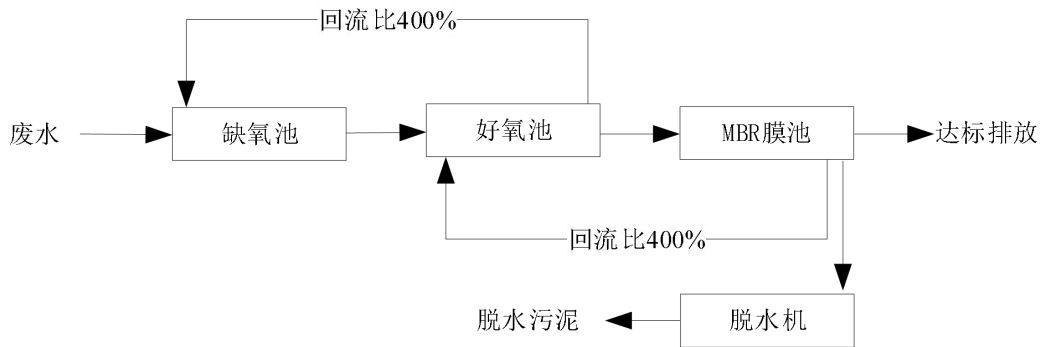 回流比400%
废水
缺氧池
好氧池
MBR膜池
达标排放
回流比400%
脱水污泥
脱水机